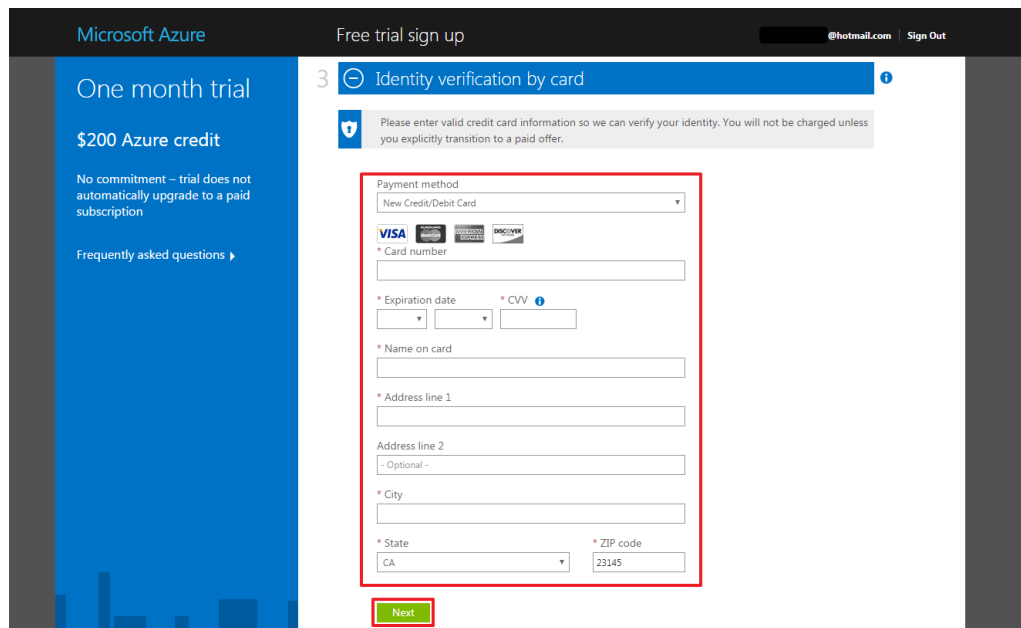 Microsoft Azure
Free trial sign up
@hotmail.com | Sign Out
One month trial
$200 Azure credit
No commitment – trial does not
automatically upgrade to a paid
subscription
Frequently asked questions
3 Identity verification by card
Please enter valid credit card information so we can verify your identity. You will not be charged unless
you explicitly transition to a paid offer.
Payment method
New Credit/Debit Card
VISA AMERICAN EXPRESS DISCOVER
* Card number
* Expiration date * CVV
* Name on card
* Address line 1
Address line 2
- Optional -
* City
* State * ZIP code
CA 23145
Next